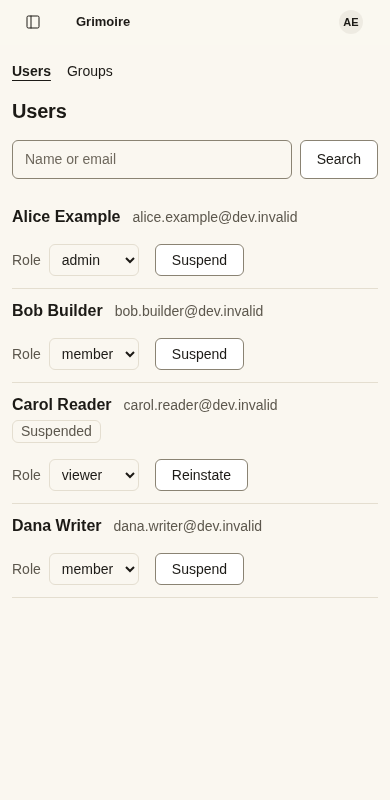 Grimoire
AE
Users Groups
Users
Name or email
Search
Alice Example alice.example@dev.invalid
Role admin Suspend
Bob Builder bob.builder@dev.invalid
Role member Suspend
Carol Reader carol.reader@dev.invalid
Suspended
Role viewer Reinstate
Dana Writer dana.writer@dev.invalid
Role member Suspend